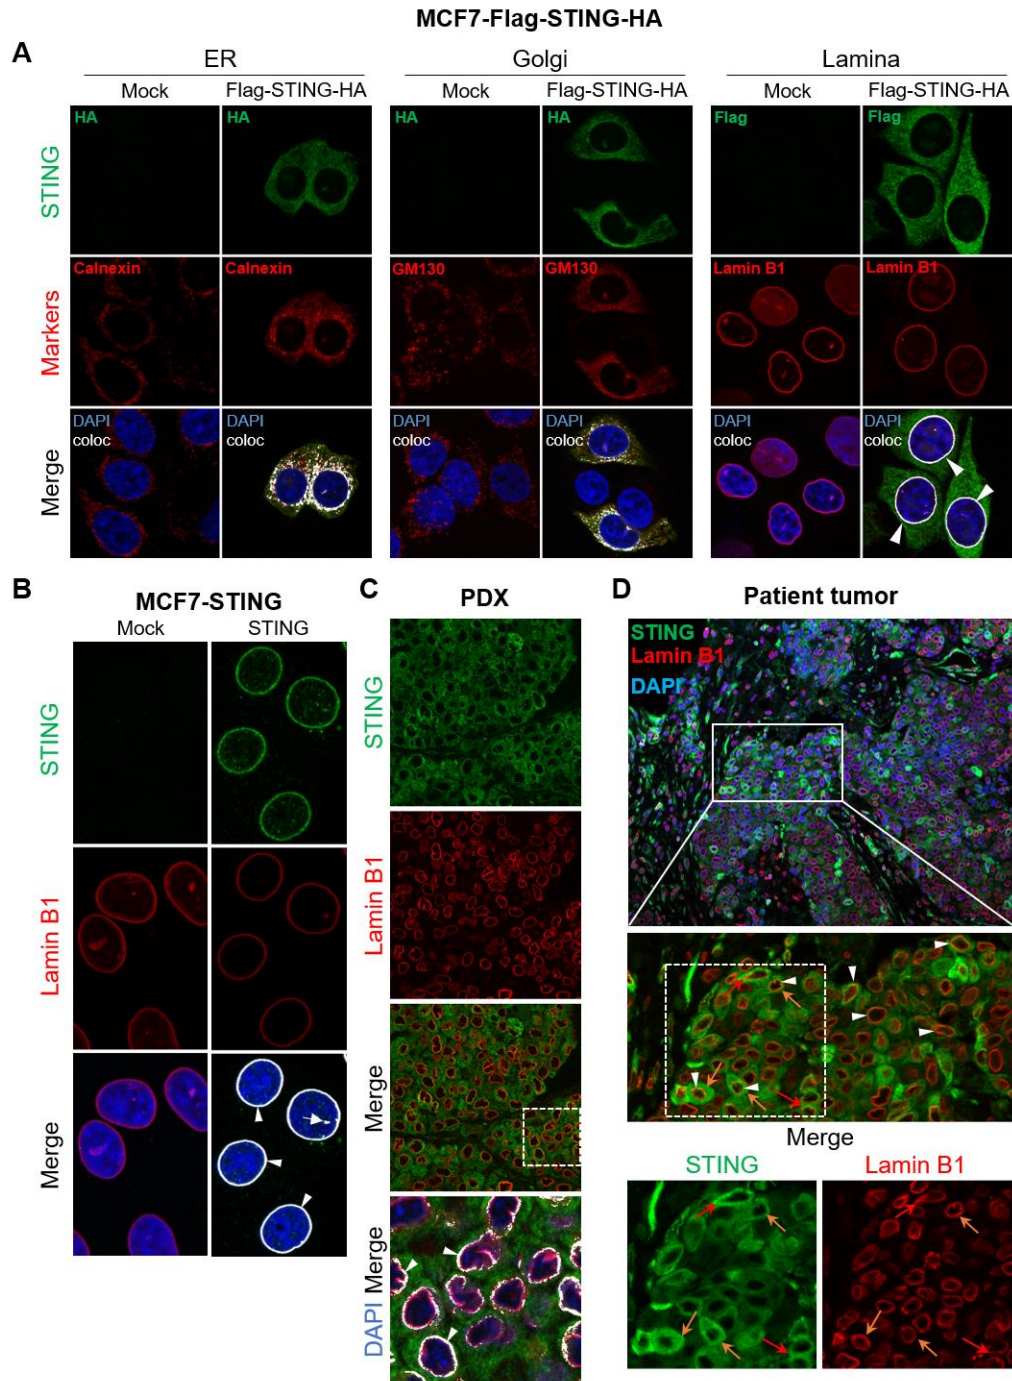 MCF7-Flag-STING-HA
A
ER
Golgi
Lamina
Mock
Flag-STING-HA
Mock
Flag-STING-HA
Mock
Flag-STING-HA
STING
HA
HA
HA
HA
Flag
Flag
Markers
Calnexin
Calnexin
GM130
GM130
Lamin B1
Lamin B1
Merge
DAPI
coloc
DAPI
coloc
DAPI
coloc
DAPI
coloc
DAPI
coloc
DAPI
coloc
B
MCF7-STING
Mock
STING
STING
Lamin B1
Merge
C
PDX
STING
Lamin B1
Merge
DAPI Merge
D
Patient tumor
STING
Lamin B1
DAPI
Merge
STING
Lamin B1